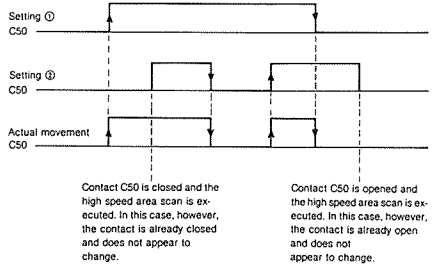 Setting ①
C50
Setting ②
C50
Actual movement
C50
Contact C50 is closed and the
high speed area scan is ex-
ecuted. In this case, however,
the contact is already closed
and does not appear to
change.
Contact C50 is opened and
the high speed area scan is ex-
ecuted. In this case, however,
the contact is already open
and does not
appear to change.